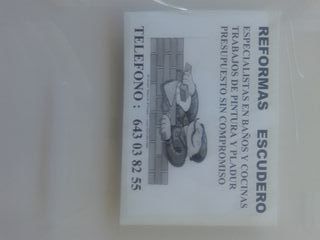 REFORMAS ESCUDERO
ESPECIALISTAS EN BAÑOS Y COCINAS
TRABAJOS DE PINTURA Y PLADUR
PRESUPUESTO SIN COMPROMISO
TELEFONO : 643 03 82 55